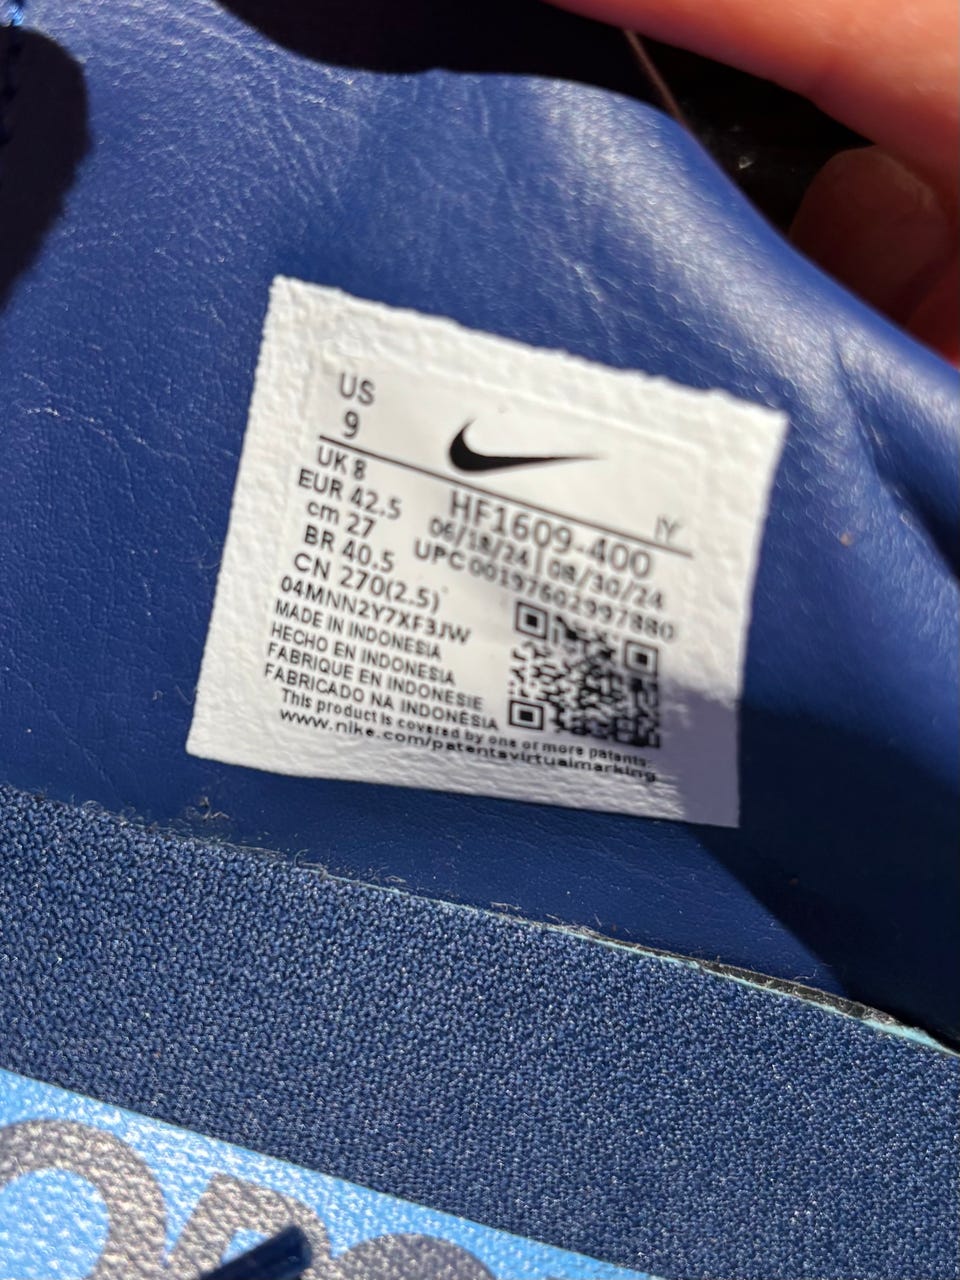 US
9
UK 8
EUR 42.5
cm 27
BR 40.5
CN 270(2.5)
04MNN2Y7XF3JW
MADE IN INDONESIA
HECHO EN INDONESIA
FABRIQUE EN INDONESIE
FABRICADO NA INDONÉSIA
This product is covered by one or more patents:
www.nike.com/patentsvirtualmarking
IY
HF1609-400
06/18/24 | 08/30/24
UPC 00197602997880